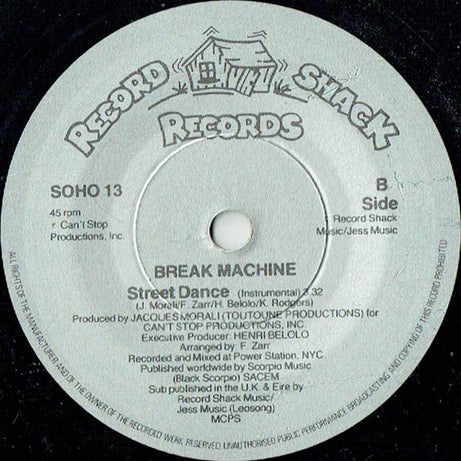 RECORD SHACK
RECORDS
SOHO 13
45 rpm
℗ Can't Stop
Productions, Inc.
B
Side
© Record Shack
Music/Jess Music
BREAK MACHINE
Street Dance (Instrumental) 3.32
(J. Morali/F. Zarr/H. Belolo/K. Rodgers)
Produced by JACQUES MORALI (TOUTOUNE PRODUCTIONS) for
CAN'T STOP PRODUCTIONS, INC.
Executive Producer: HENRI BELOLO
Arranged by F. Zarr
Recorded and Mixed at Power Station, NYC
Published worldwide by Scorpio Music
(Black Scorpio) SACEM
Sub published in the U.K. & Eire by
Record Shack Music/
Jess Music (Leosong)
MCPS
ALL RIGHTS OF THE MANUFACTURER AND OF THE OWNER OF THE RECORDED WORK RESERVED UNAUTHORISED PUBLIC PERFORMANCE BROADCASTING AND COPYING OF THIS RECORD PROHIBITED